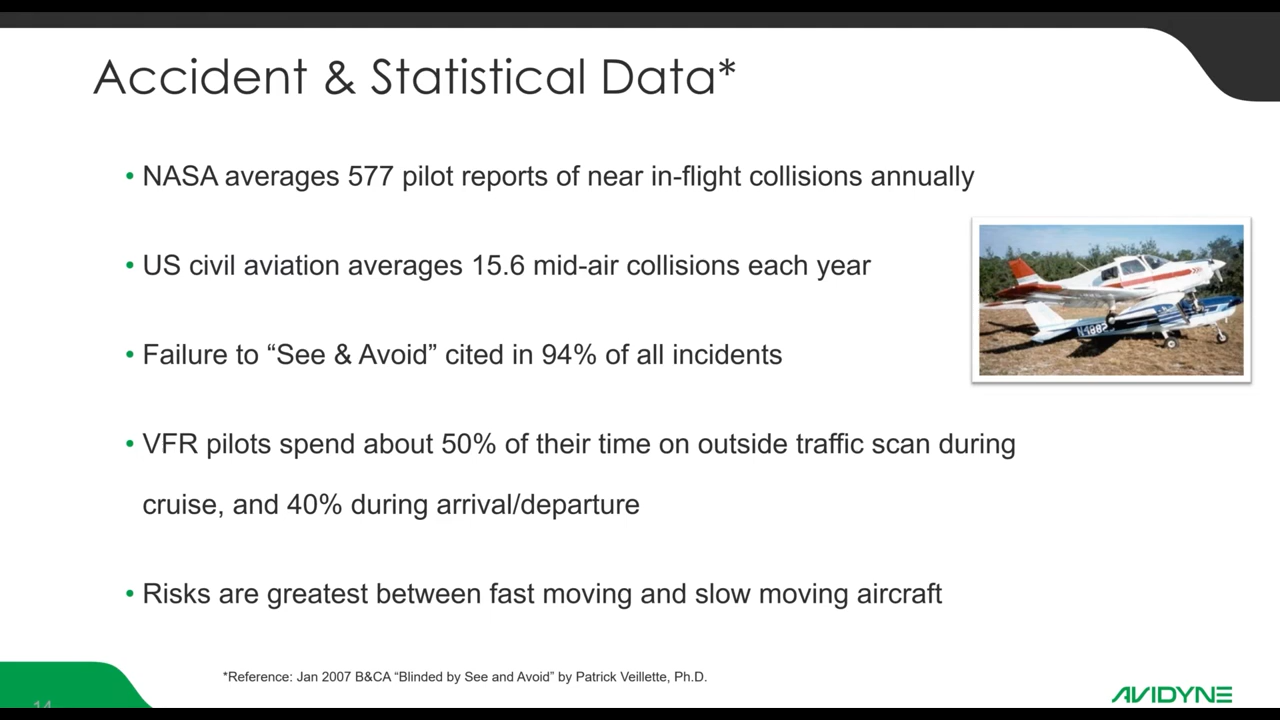 Accident & Statistical Data*
• NASA averages 577 pilot reports of near in-flight collisions annually
• US civil aviation averages 15.6 mid-air collisions each year
N4882
• Failure to “See & Avoid” cited in 94% of all incidents
• VFR pilots spend about 50% of their time on outside traffic scan during
cruise, and 40% during arrival/departure
• Risks are greatest between fast moving and slow moving aircraft
*Reference: Jan 2007 B&CA “Blinded by See and Avoid” by Patrick Veillette, Ph.D.
14
AVIDYNE